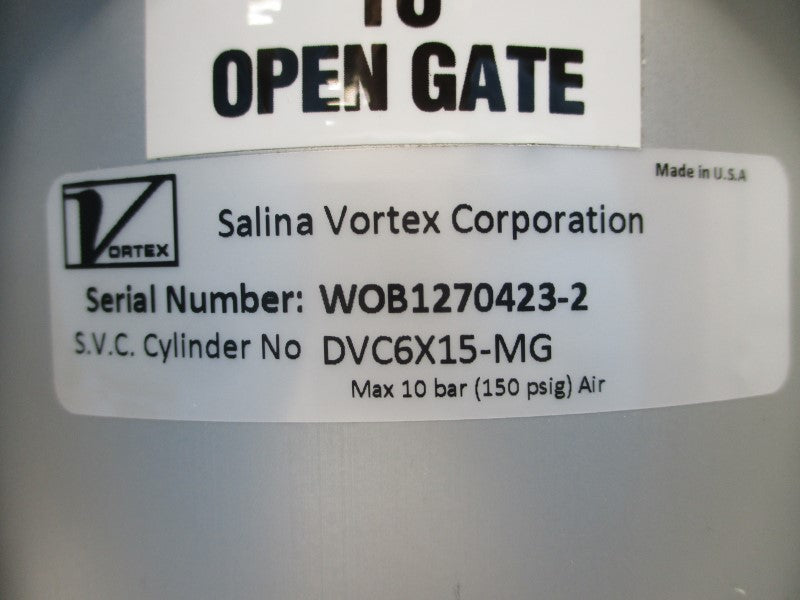 TO
OPEN GATE
Made in U.S.A
VORTEX
Salina Vortex Corporation
Serial Number: WOB1270423-2
S.V.C. Cylinder No DVC6X15-MG
Max 10 bar (150 psig) Air